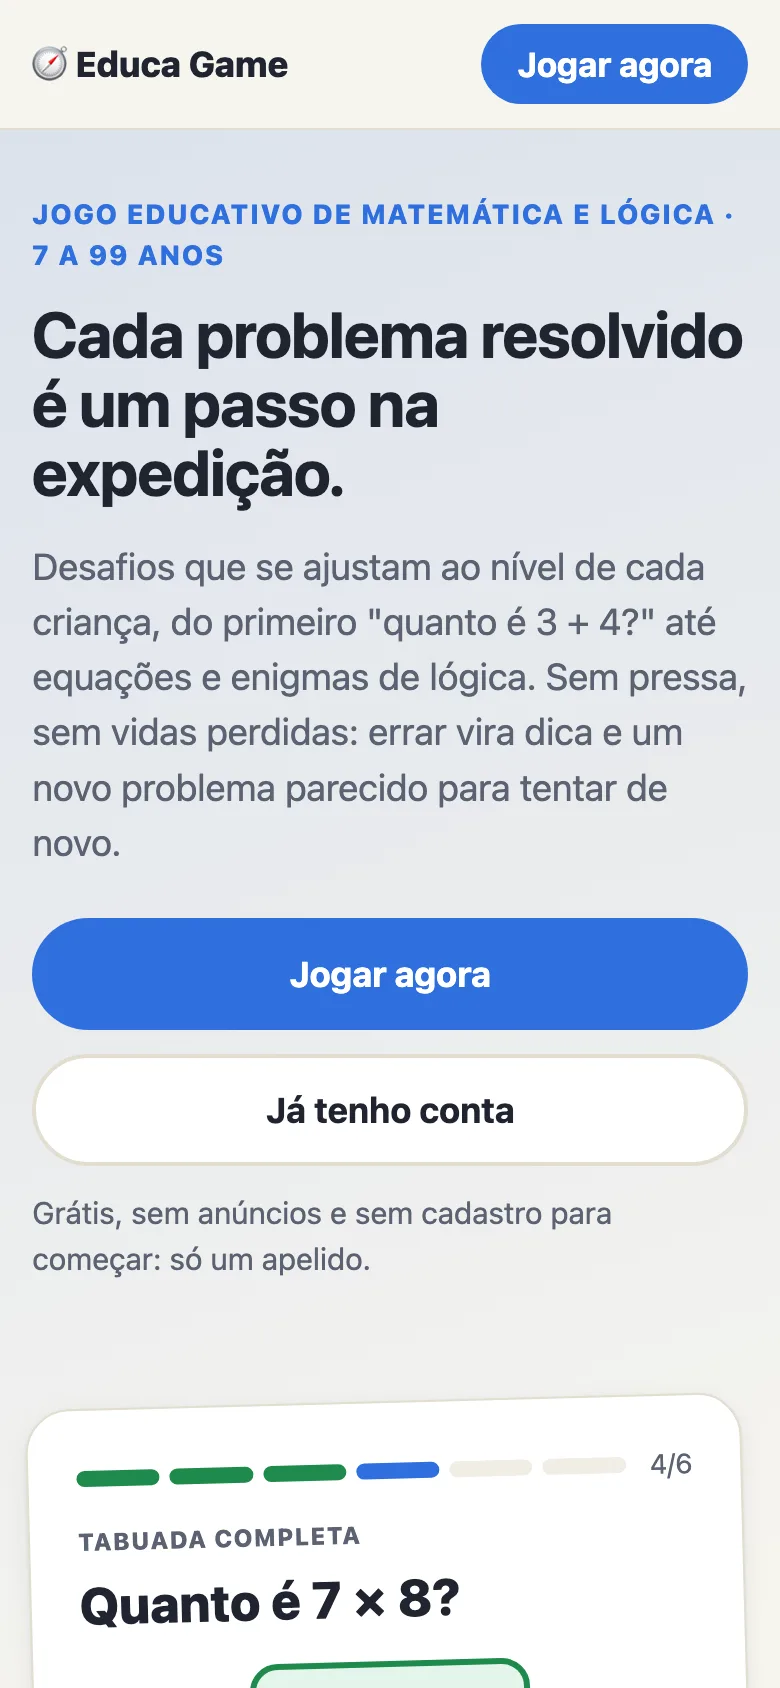 Educa Game
Jogar agora
JOGO EDUCATIVO DE MATEMÁTICA E LÓGICA ·
7 A 99 ANOS
Cada problema resolvido
é um passo na
expedição.
Desafios que se ajustam ao nível de cada
criança, do primeiro "quanto é 3 + 4?" até
equações e enigmas de lógica. Sem pressa,
sem vidas perdidas: errar vira dica e um
novo problema parecido para tentar de
novo.
Jogar agora
Já tenho conta
Grátis, sem anúncios e sem cadastro para
começar: só um apelido.
4/6
TABUADA COMPLETA
Quanto é 7 × 8?